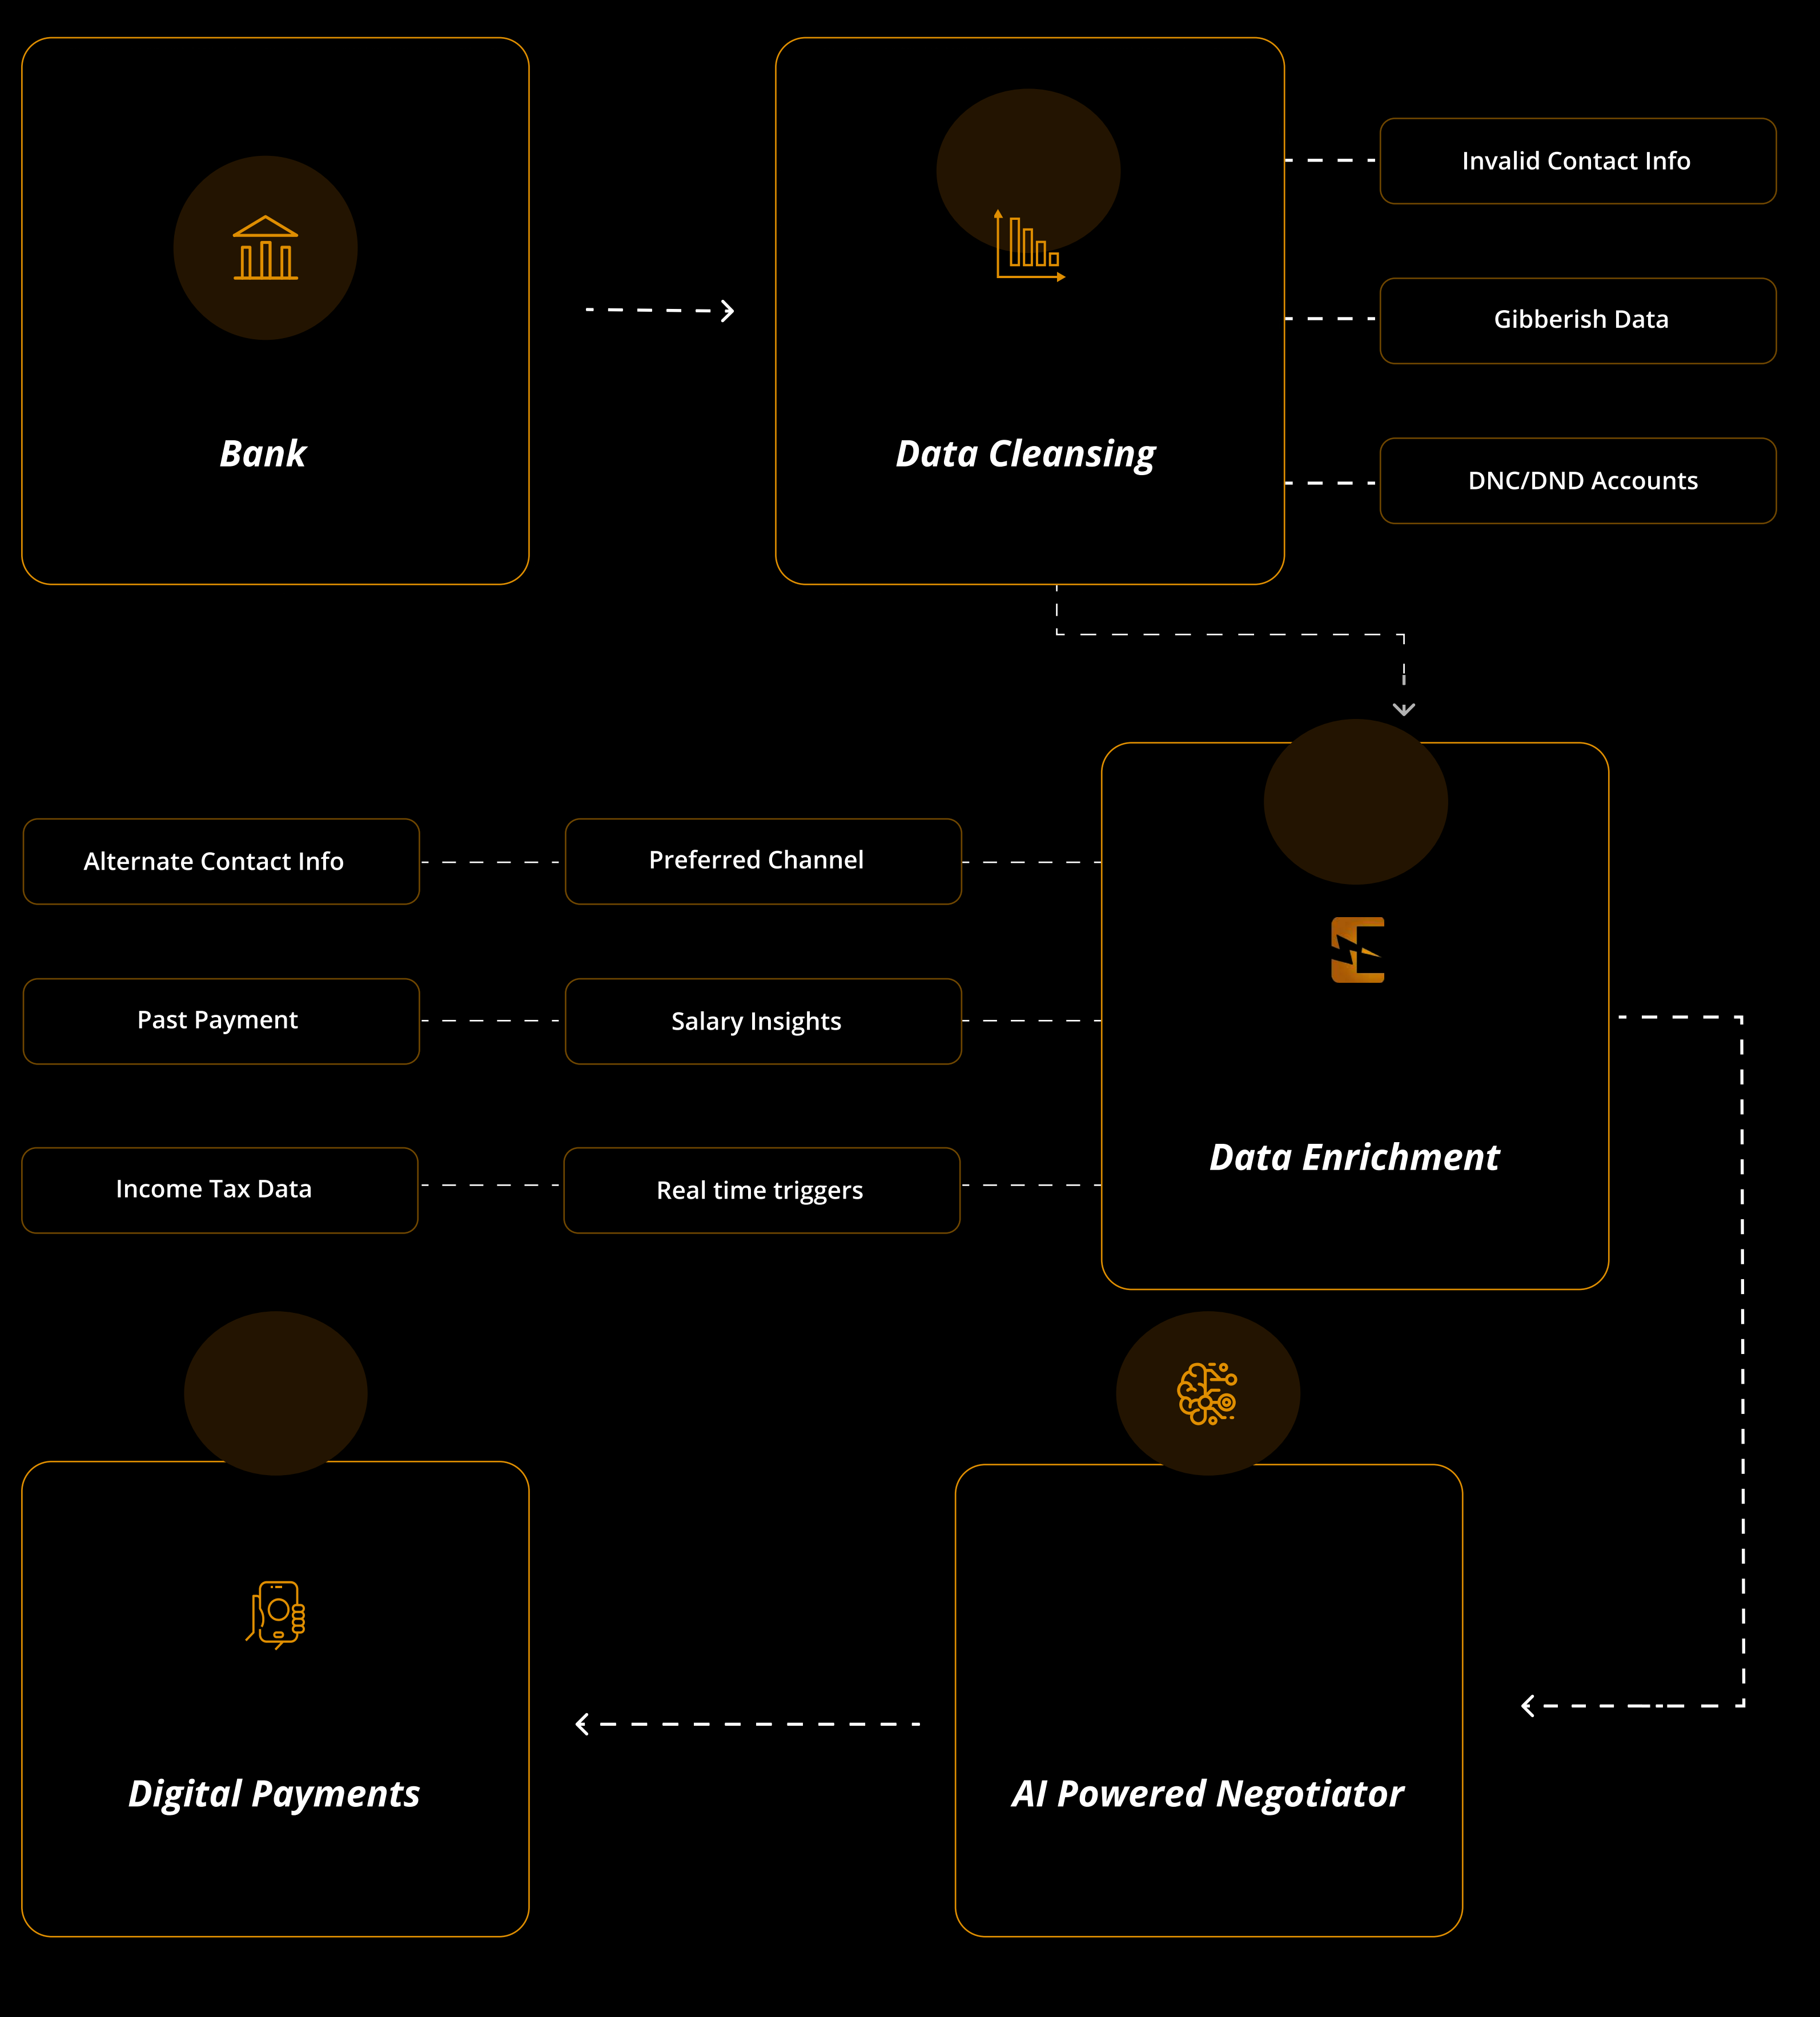 Bank
Data Cleansing
Invalid Contact Info
Gibberish Data
DNC/DND Accounts
Alternate Contact Info
Preferred Channel
Past Payment
Salary Insights
Income Tax Data
Real time triggers
Data Enrichment
Digital Payments
AI Powered Negotiator